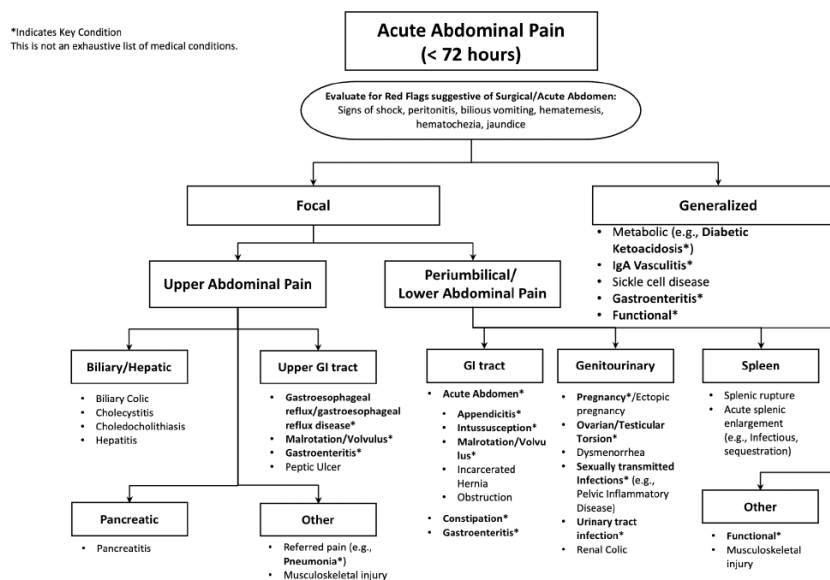 *Indicates Key Condition
This is not an exhaustive list of medical conditions.
Acute Abdominal Pain
(< 72 hours)
Evaluate for Red Flags suggestive of Surgical/Acute Abdomen:
Signs of shock, peritonitis, bilious vomiting, hematemesis,
hematochezia, jaundice
Focal
Generalized
• Metabolic (e.g., Diabetic
Ketoacidosis*)
• IgA Vasculitis*
• Sickle cell disease
• Gastroenteritis*
• Functional*
Upper Abdominal Pain
Periumbilical/
Lower Abdominal Pain
Biliary/Hepatic
• Biliary Colic
• Cholecystitis
• Choledocholithiasis
• Hepatitis
Upper GI tract
• Gastroesophageal
reflux/gastroesophageal
reflux disease*
• Malrotation/Volvulus*
• Gastroenteritis*
• Peptic Ulcer
GI tract
• Acute Abdomen*
• Appendicitis*
• Intussusception*
• Malrotation/Volvu
lus*
• Incarcerated
Hernia
• Obstruction
• Constipation*
• Gastroenteritis*
Genitourinary
• Pregnancy*/Ectopic
pregnancy
• Ovarian/Testicular
Torsion*
• Dysmenorrhea
• Sexually transmitted
Infections* (e.g.,
Pelvic Inflammatory
Disease)
• Urinary tract
infection*
• Renal Colic
Spleen
• Splenic rupture
• Acute splenic
enlargement
(e.g., Infectious,
sequestration)
Pancreatic
• Pancreatitis
Other
• Referred pain (e.g.,
Pneumonia*)
• Musculoskeletal injury
Other
• Functional*
• Musculoskeletal
injury